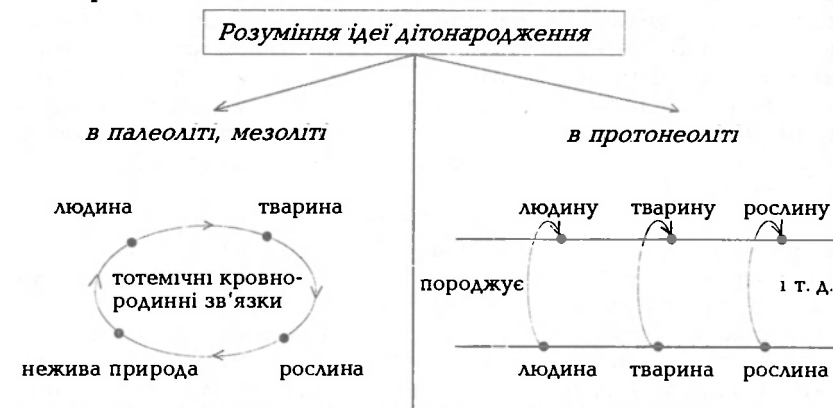 Розуміння ідеї дітонародження
в палеоліті, мезоліті
в протонеоліті
людина
тварина
тотемічні кровно-
родинні зв'язки
нежива природа
рослина
людину
тварину
рослину
породжує
і т. д.
людина
тварина
рослина